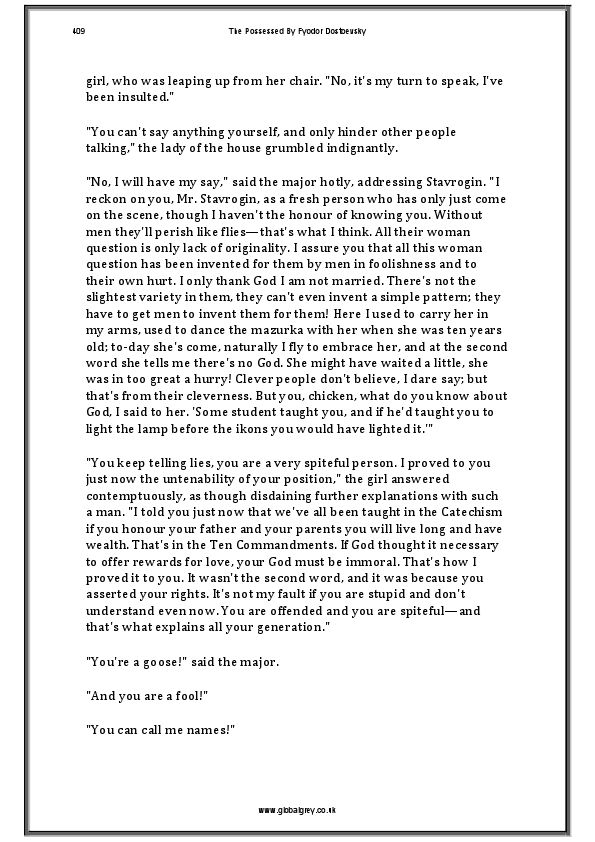 409
The Possessed By Fyodor Dostoevsky
girl, who was leaping up from her chair. "No, it's my turn to speak, I've
been insulted."
"You can't say anything yourself, and only hinder other people
talking," the lady of the house grumbled indignantly.
"No, I will have my say," said the major hotly, addressing Stavrogin. "I
reckon on you, Mr. Stavrogin, as a fresh person who has only just come
on the scene, though I haven't the honour of knowing you. Without
men they'll perish like flies—that's what I think. All their woman
question is only lack of originality. I assure you that all this woman
question has been invented for them by men in foolishness and to
their own hurt. I only thank God I am not married. There's not the
slightest variety in them, they can't even invent a simple pattern; they
have to get men to invent them for them! Here I used to carry her in
my arms, used to dance the mazurka with her when she was ten years
old; to-day she's come, naturally I fly to embrace her, and at the second
word she tells me there's no God. She might have waited a little, she
was in too great a hurry! Clever people don't believe, I dare say; but
that's from their cleverness. But you, chicken, what do you know about
God, I said to her. 'Some student taught you, and if he'd taught you to
light the lamp before the ikons you would have lighted it.'"
"You keep telling lies, you are a very spiteful person. I proved to you
just now the untenability of your position," the girl answered
contemptuously, as though disdaining further explanations with such
a man. "I told you just now that we've all been taught in the Catechism
if you honour your father and your parents you will live long and have
wealth. That's in the Ten Commandments. If God thought it necessary
to offer rewards for love, your God must be immoral. That's how I
proved it to you. It wasn't the second word, and it was because you
asserted your rights. It's not my fault if you are stupid and don't
understand even now. You are offended and you are spiteful—and
that's what explains all your generation."
"You're a goose!" said the major.
"And you are a fool!"
"You can call me names!"
www.globalgrey.co.uk